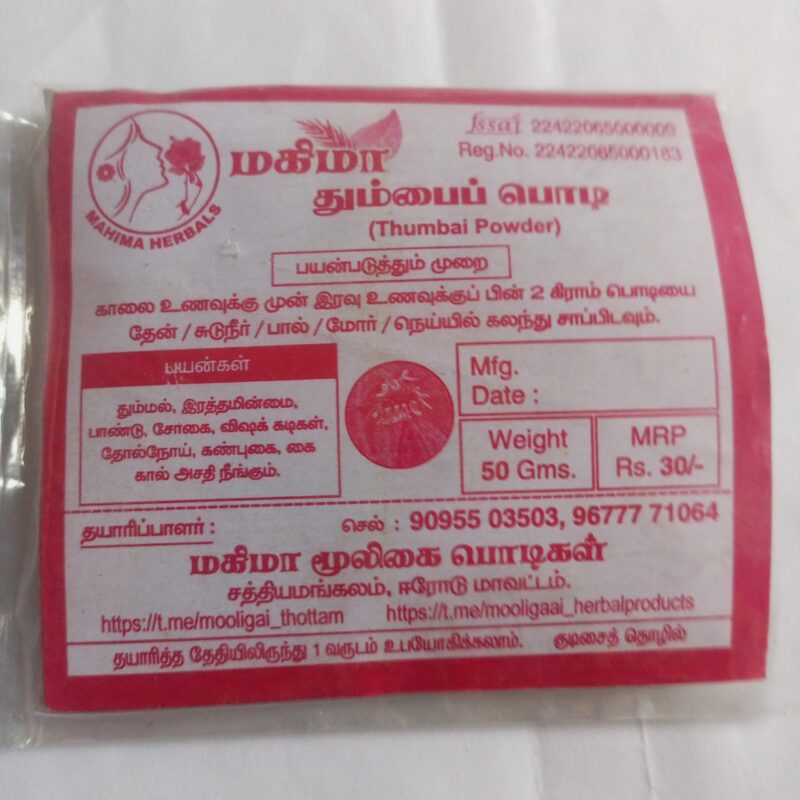 fssai 22422065000009
Reg.No. 22422065000183
MAHIMA HERBALS
மகிமா
தும்பைப் பொடி
(Thumbai Powder)
பயன்படுத்தும் முறை
காலை உணவுக்கு முன் இரவு உணவுக்குப் பின் 2 கிராம் பொடியை
தேன் / சுடுநீர் / பால் / மோர் / நெய்யில் கலந்து சாப்பிடவும்.
பயன்கள்
தும்மல், இரத்தமின்மை,
பாண்டு, சோகை, விஷக் கடிகள்,
தோல்நோய், கண்புகை, கை
கால் அசதி நீங்கும்.
Mfg.
Date :
Weight
50 Gms.
MRP
Rs. 30/-
தயாரிப்பாளர் :
செல் : 90955 03503, 96777 71064
மகிமா மூலிகை பொடிகள்
சத்தியமங்கலம், ஈரோடு மாவட்டம்.
https://t.me/mooligai_thottam https://t.me/mooligaai_herbalproducts
தயாரித்த தேதியிலிருந்து 1 வருடம் உபயோகிக்கலாம். குடிசைத் தொழில்